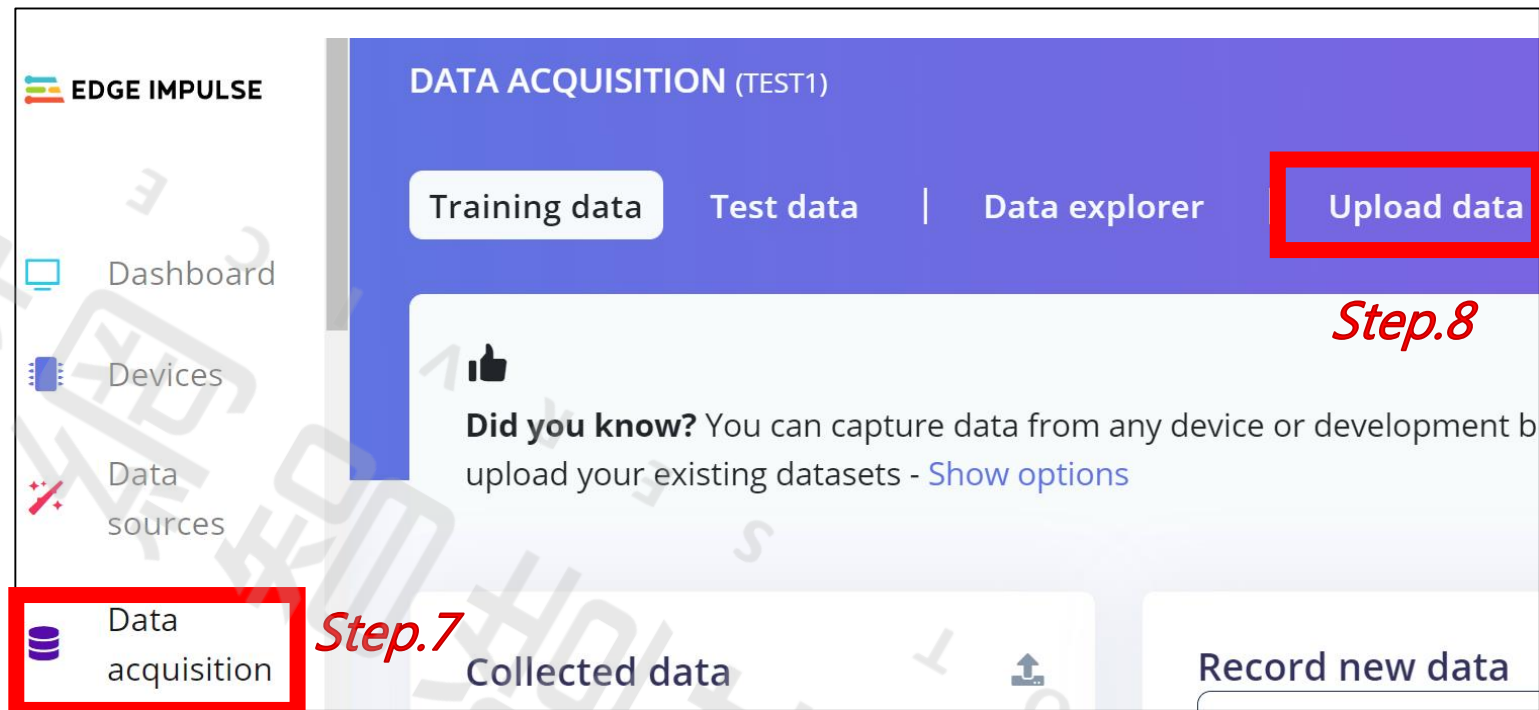 EDGE IMPULSE
DATA ACQUISITION (TEST1)
Training data Test data | Data explorer | Upload data
Step.8
Dashboard
Devices
Data
sources
Data
acquisition
Step.7
Did you know? You can capture data from any device or development b
upload your existing datasets - Show options
Collected data
Record new data